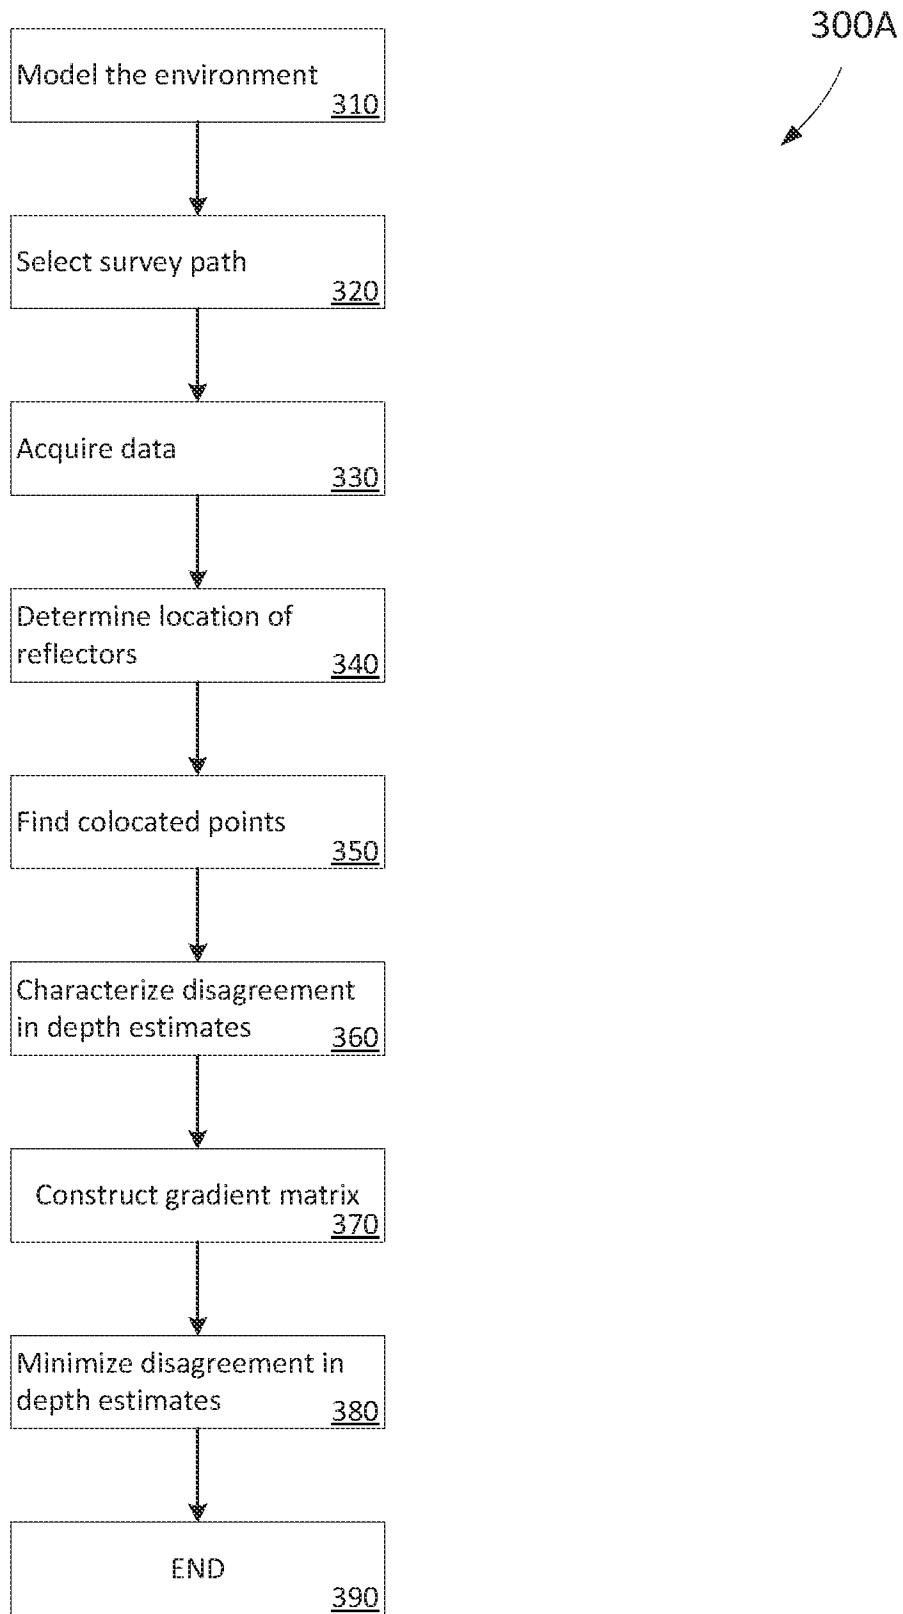 300A
Model the environment
310
Select survey path
320
Acquire data
330
Determine location of
reflectors
340
Find colocated points
350
Characterize disagreement
in depth estimates
360
Construct gradient matrix
370
Minimize disagreement in
depth estimates
380
END
390